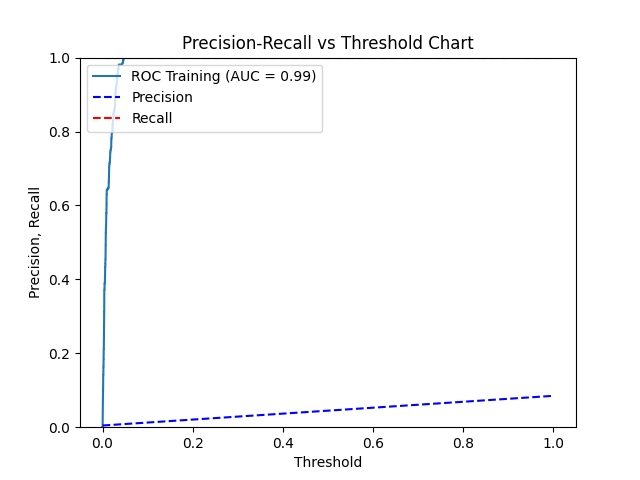 Precision-Recall vs Threshold Chart
1.0
0.8
0.6
0.4
0.2
0.0
Precision, Recall
ROC Training (AUC = 0.99)
Precision
Recall
0.0 0.2 0.4 0.6 0.8 1.0
Threshold